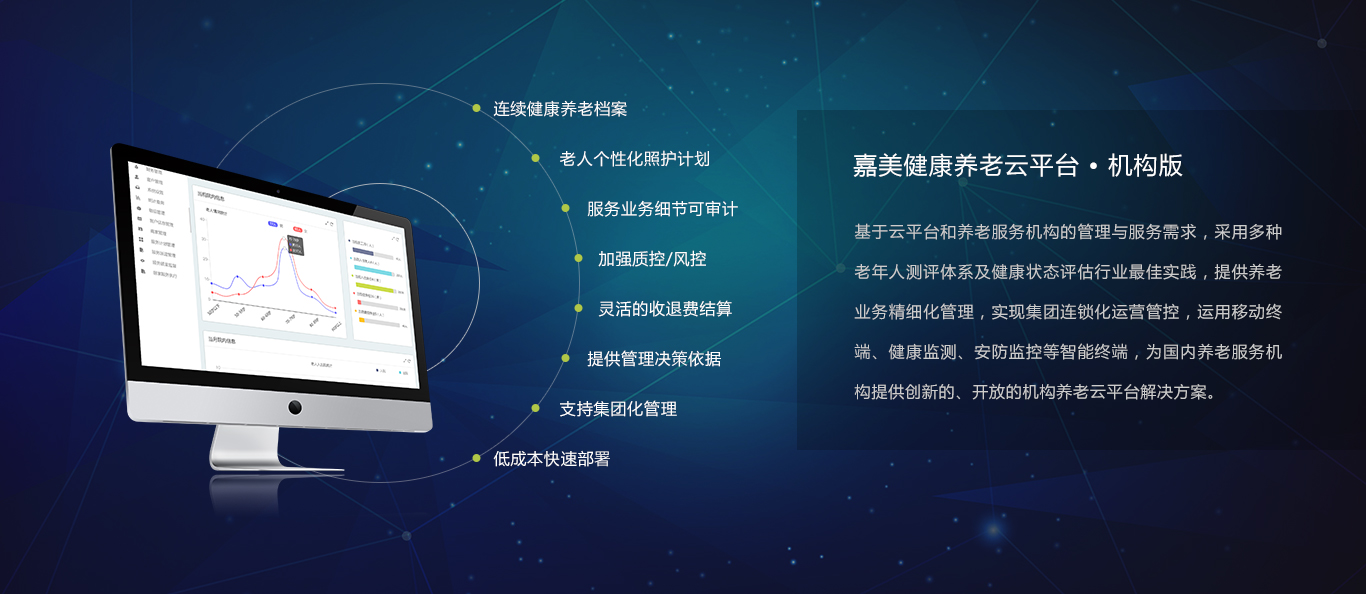 连续健康养老档案
老人个性化照护计划
服务业务细节可审计
加强质控/风控
灵活的收退费结算
提供管理决策依据
支持集团化管理
低成本快速部署
嘉美健康养老云平台 • 机构版
基于云平台和养老服务机构的管理与服务需求，采用多种
老年人测评体系及健康状态评估行业最佳实践，提供养老
业务精细化管理，实现集团连锁化运营管控，运用移动终
端、健康监测、安防监控等智能终端，为国内养老服务机
构提供创新的、开放的机构养老云平台解决方案。